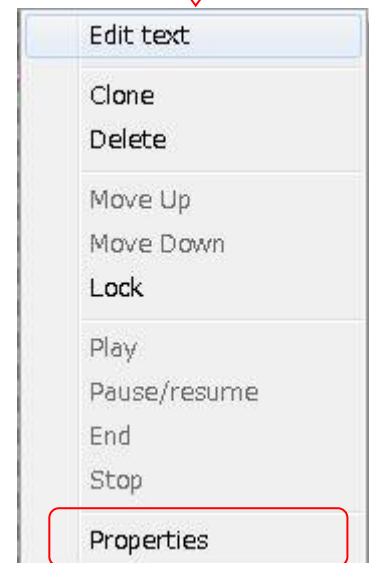 Edit text
Clone
Delete
Move Up
Move Down
Lock
Play
Pause/resume
End
Stop
Properties